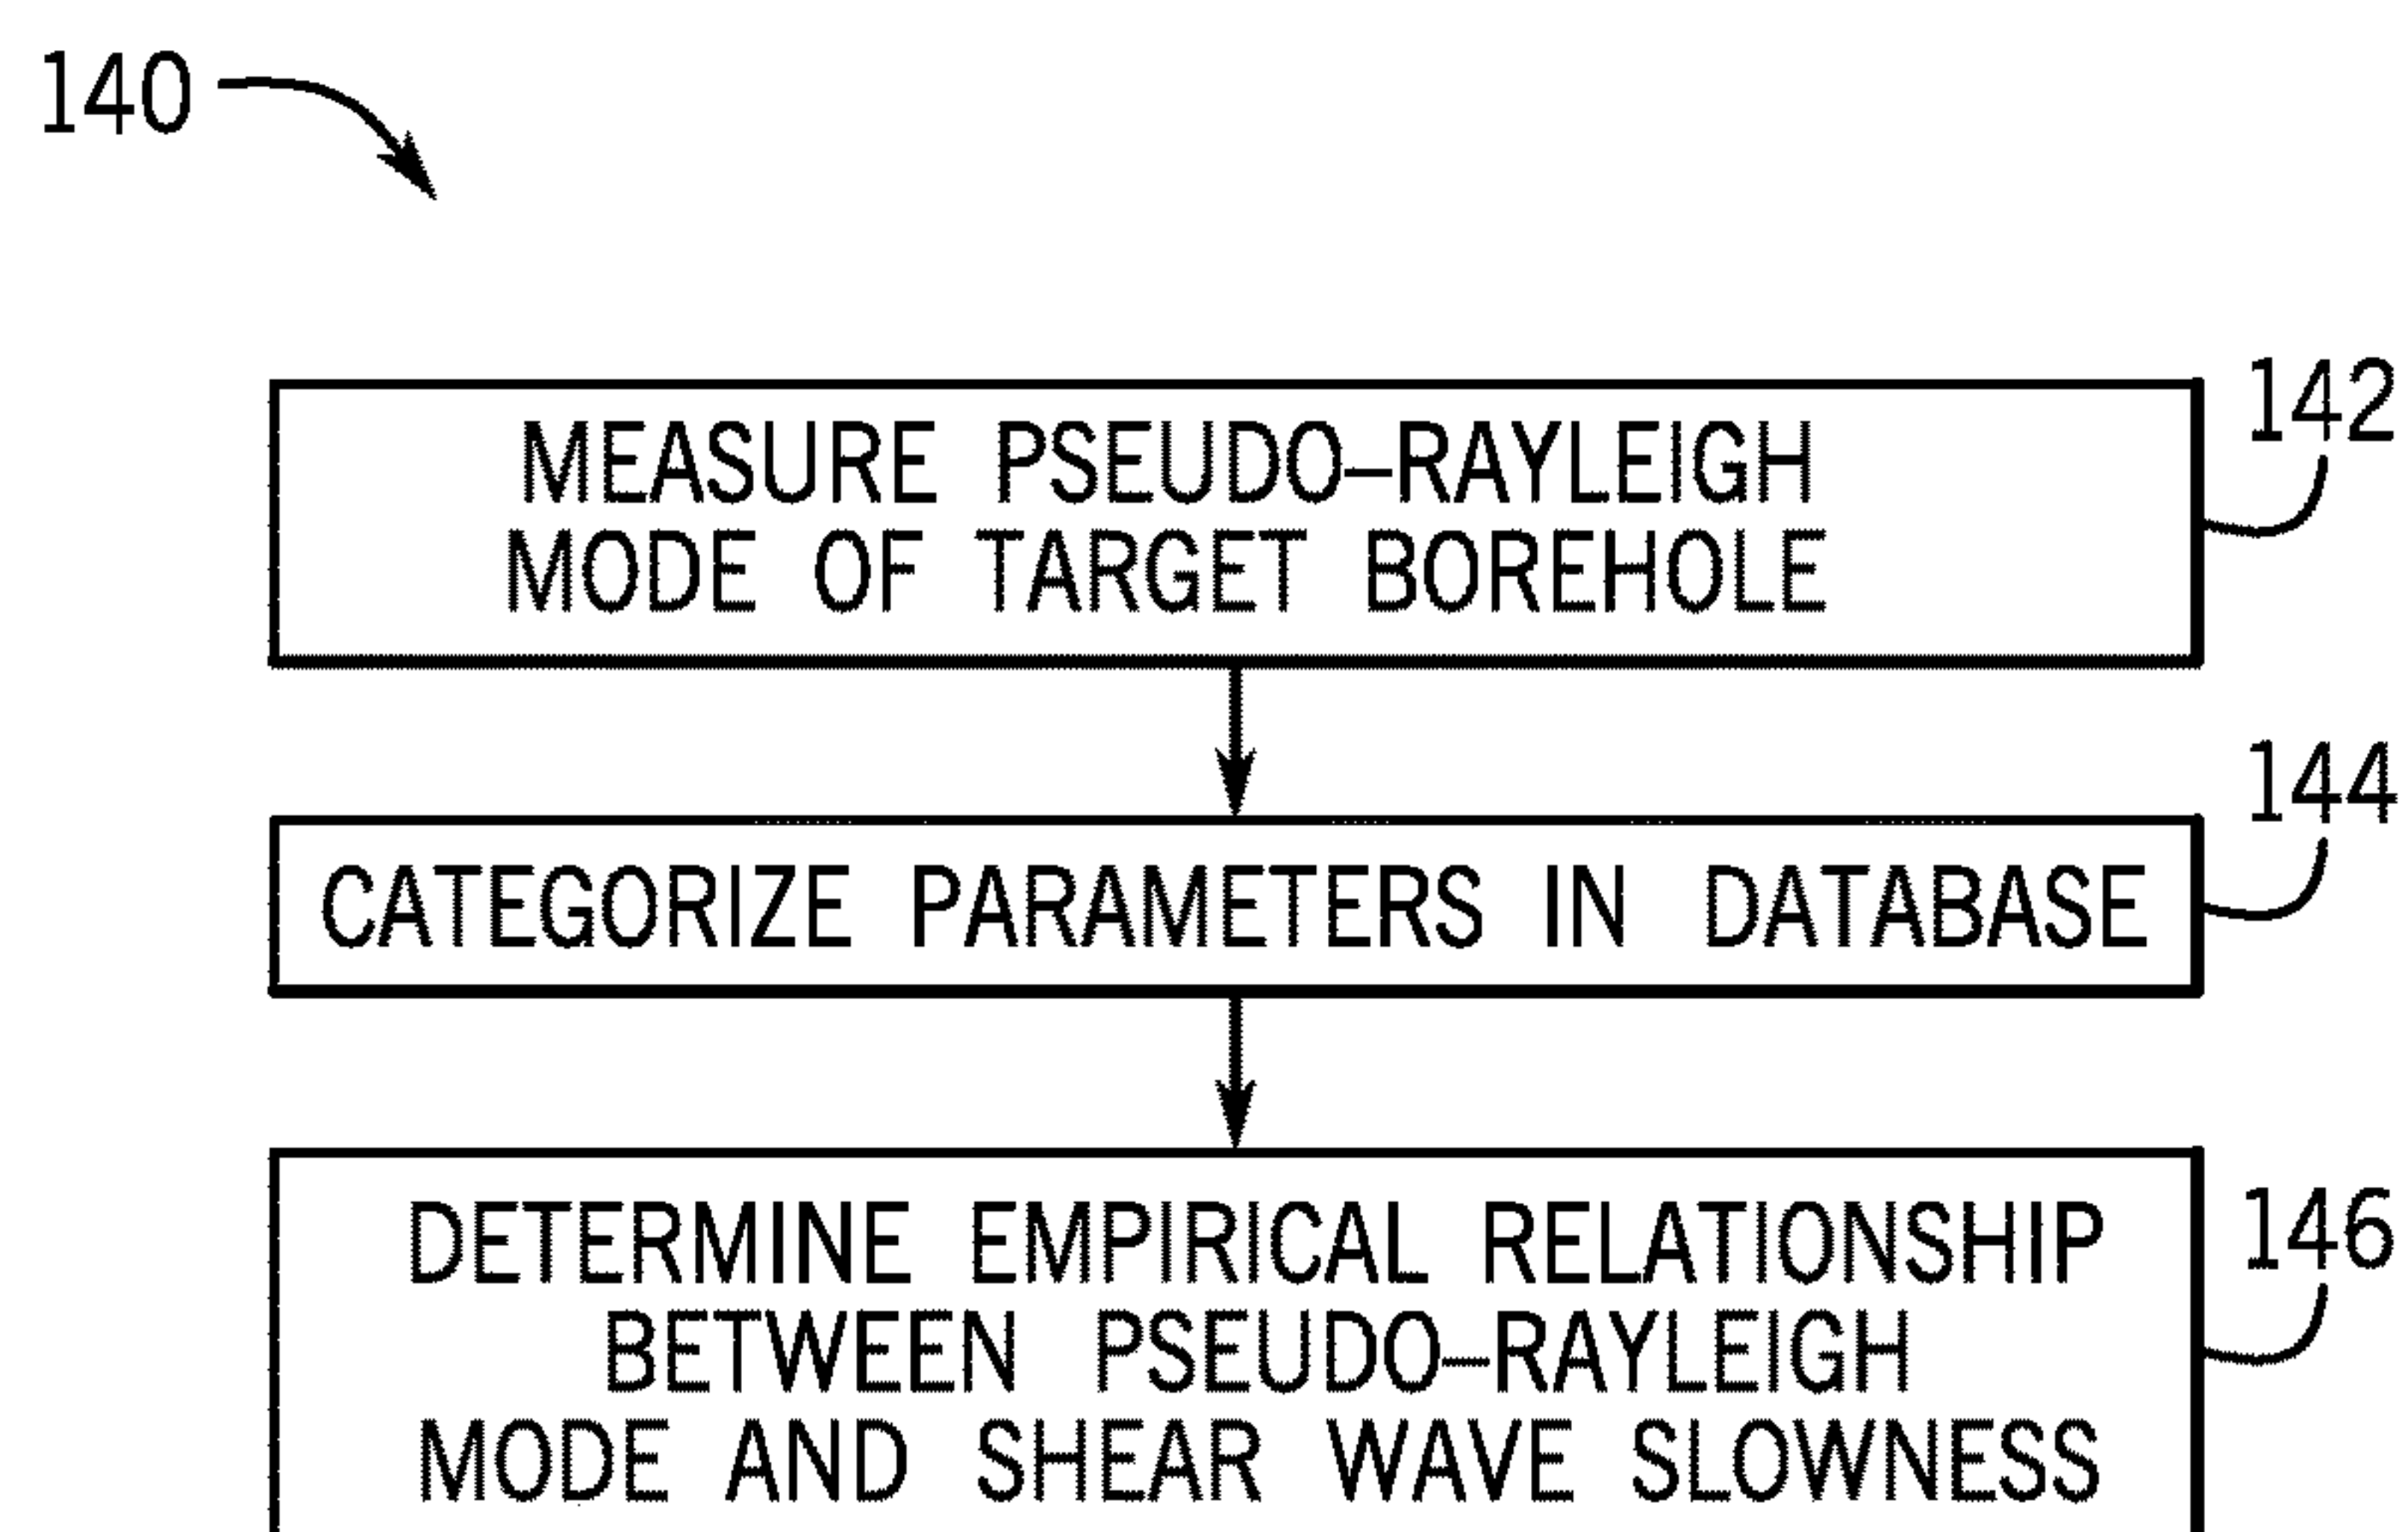 140
142
MEASURE PSEUDO-RAYLEIGH
MODE OF TARGET BOREHOLE
144
CATEGORIZE PARAMETERS IN DATABASE
146
DETERMINE EMPIRICAL RELATIONSHIP
BETWEEN PSEUDO-RAYLEIGH
MODE AND SHEAR WAVE SLOWNESS